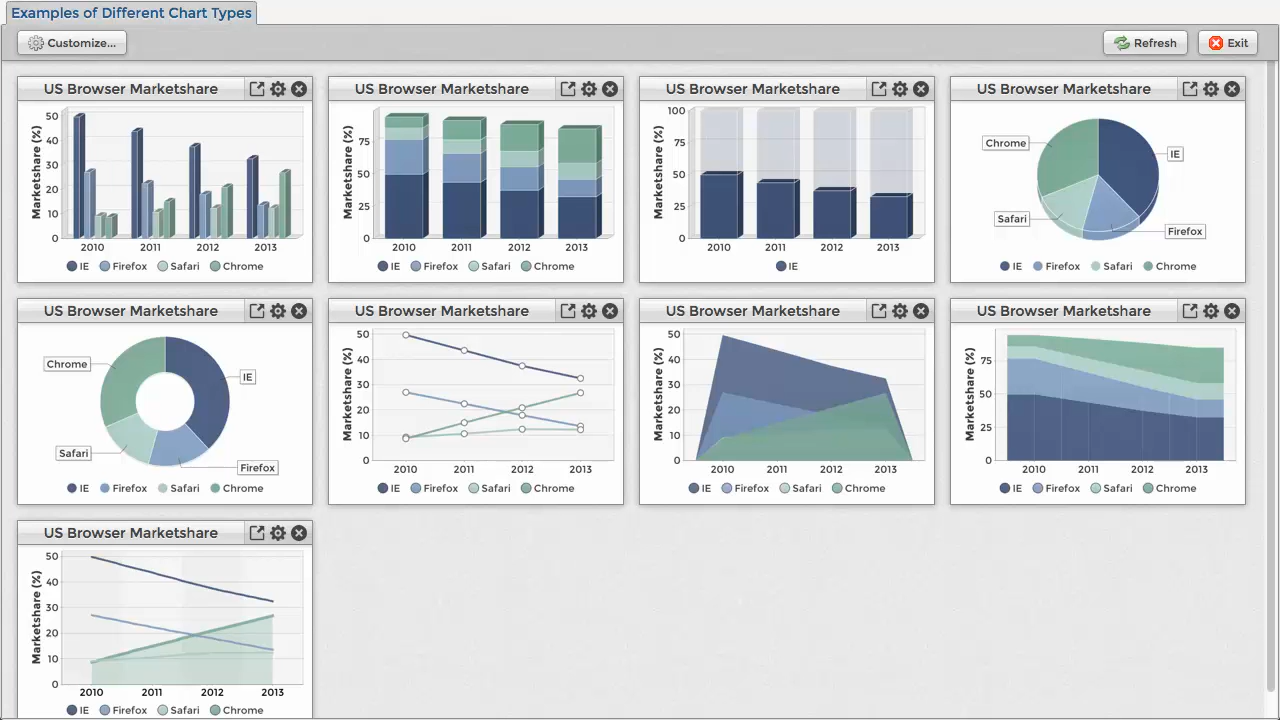 Examples of Different Chart Types
Customize...
Refresh
Exit
US Browser Marketshare
Marketshare (%)
50
40
30
20
10
0
2010 2011 2012 2013
IE Firefox Safari Chrome
US Browser Marketshare
Marketshare (%)
75
50
25
0
2010 2011 2012 2013
IE Firefox Safari Chrome
US Browser Marketshare
Marketshare (%)
100
75
50
25
0
2010 2011 2012 2013
IE
US Browser Marketshare
Chrome
IE
Safari
Firefox
IE Firefox Safari Chrome
US Browser Marketshare
Chrome
IE
Safari
Firefox
IE Firefox Safari Chrome
US Browser Marketshare
Marketshare (%)
50
40
30
20
10
0
2010 2011 2012 2013
IE Firefox Safari Chrome
US Browser Marketshare
Marketshare (%)
50
40
30
20
10
0
2010 2011 2012 2013
IE Firefox Safari Chrome
US Browser Marketshare
Marketshare (%)
75
50
25
0
2010 2011 2012 2013
IE Firefox Safari Chrome
US Browser Marketshare
Marketshare (%)
50
40
30
20
10
0
2010 2011 2012 2013
IE Firefox Safari Chrome